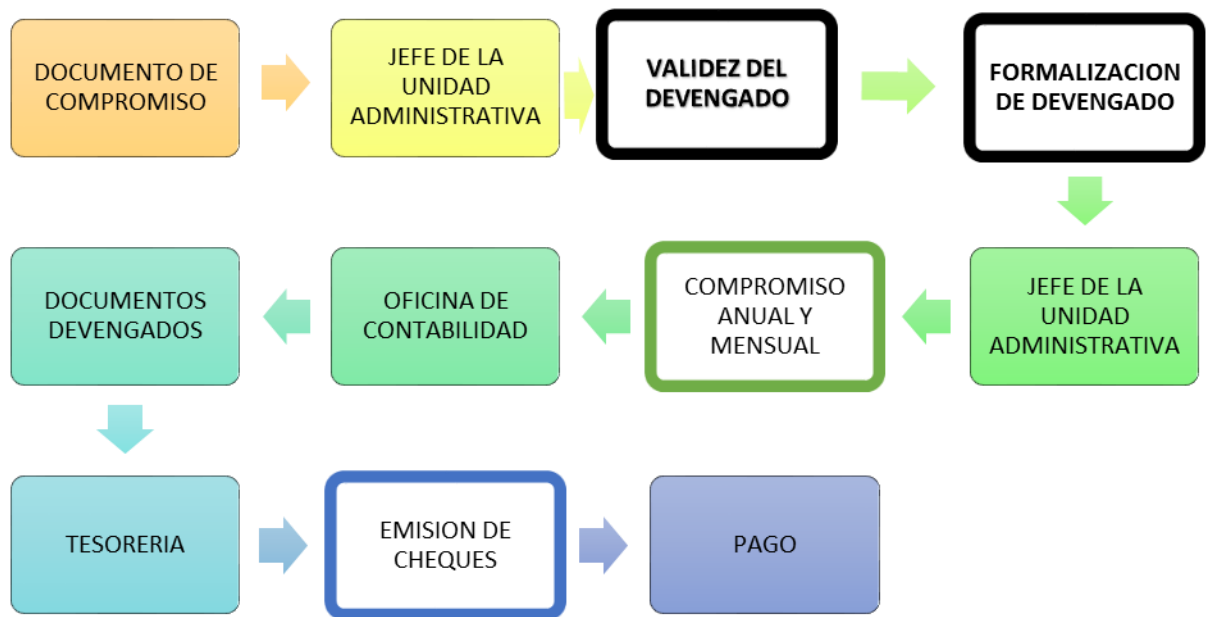 DOCUMENTO DE
COMPROMISO
JEFE DE LA
UNIDAD
ADMINISTRATIVA
VALIDEZ DEL
DEVENGADO
FORMALIZACION
DE DEVENGADO
JEFE DE LA
UNIDAD
ADMINISTRATIVA
COMPROMISO
ANUAL Y
MENSUAL
OFICINA DE
CONTABILIDAD
DOCUMENTOS
DEVENGADOS
TESORERIA
EMISION DE
CHEQUES
PAGO